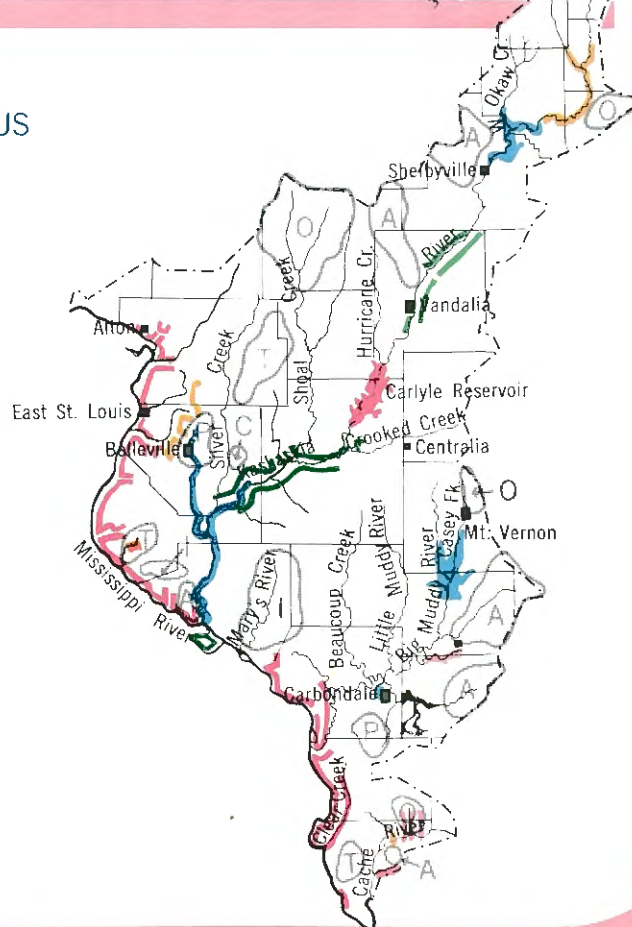 US
W. Okaw Cr.
O
A
Shelbyville
O
A
River
Hurricane Cr.
Vandalia
Creek
Shoal
Alton
Creek
T
Silver
Carlyle Reservoir
East St. Louis
C
Crooked Creek
Belleville
Kaskaskia
Centralia
O
Casey Fk.
Mt. Vernon
T
Mississippi River
Mary's River
I
Beaucoup Creek
Little Muddy River
Big Muddy River
A
Carbondale
A
P
Clear Creek
River
T
Cache
A